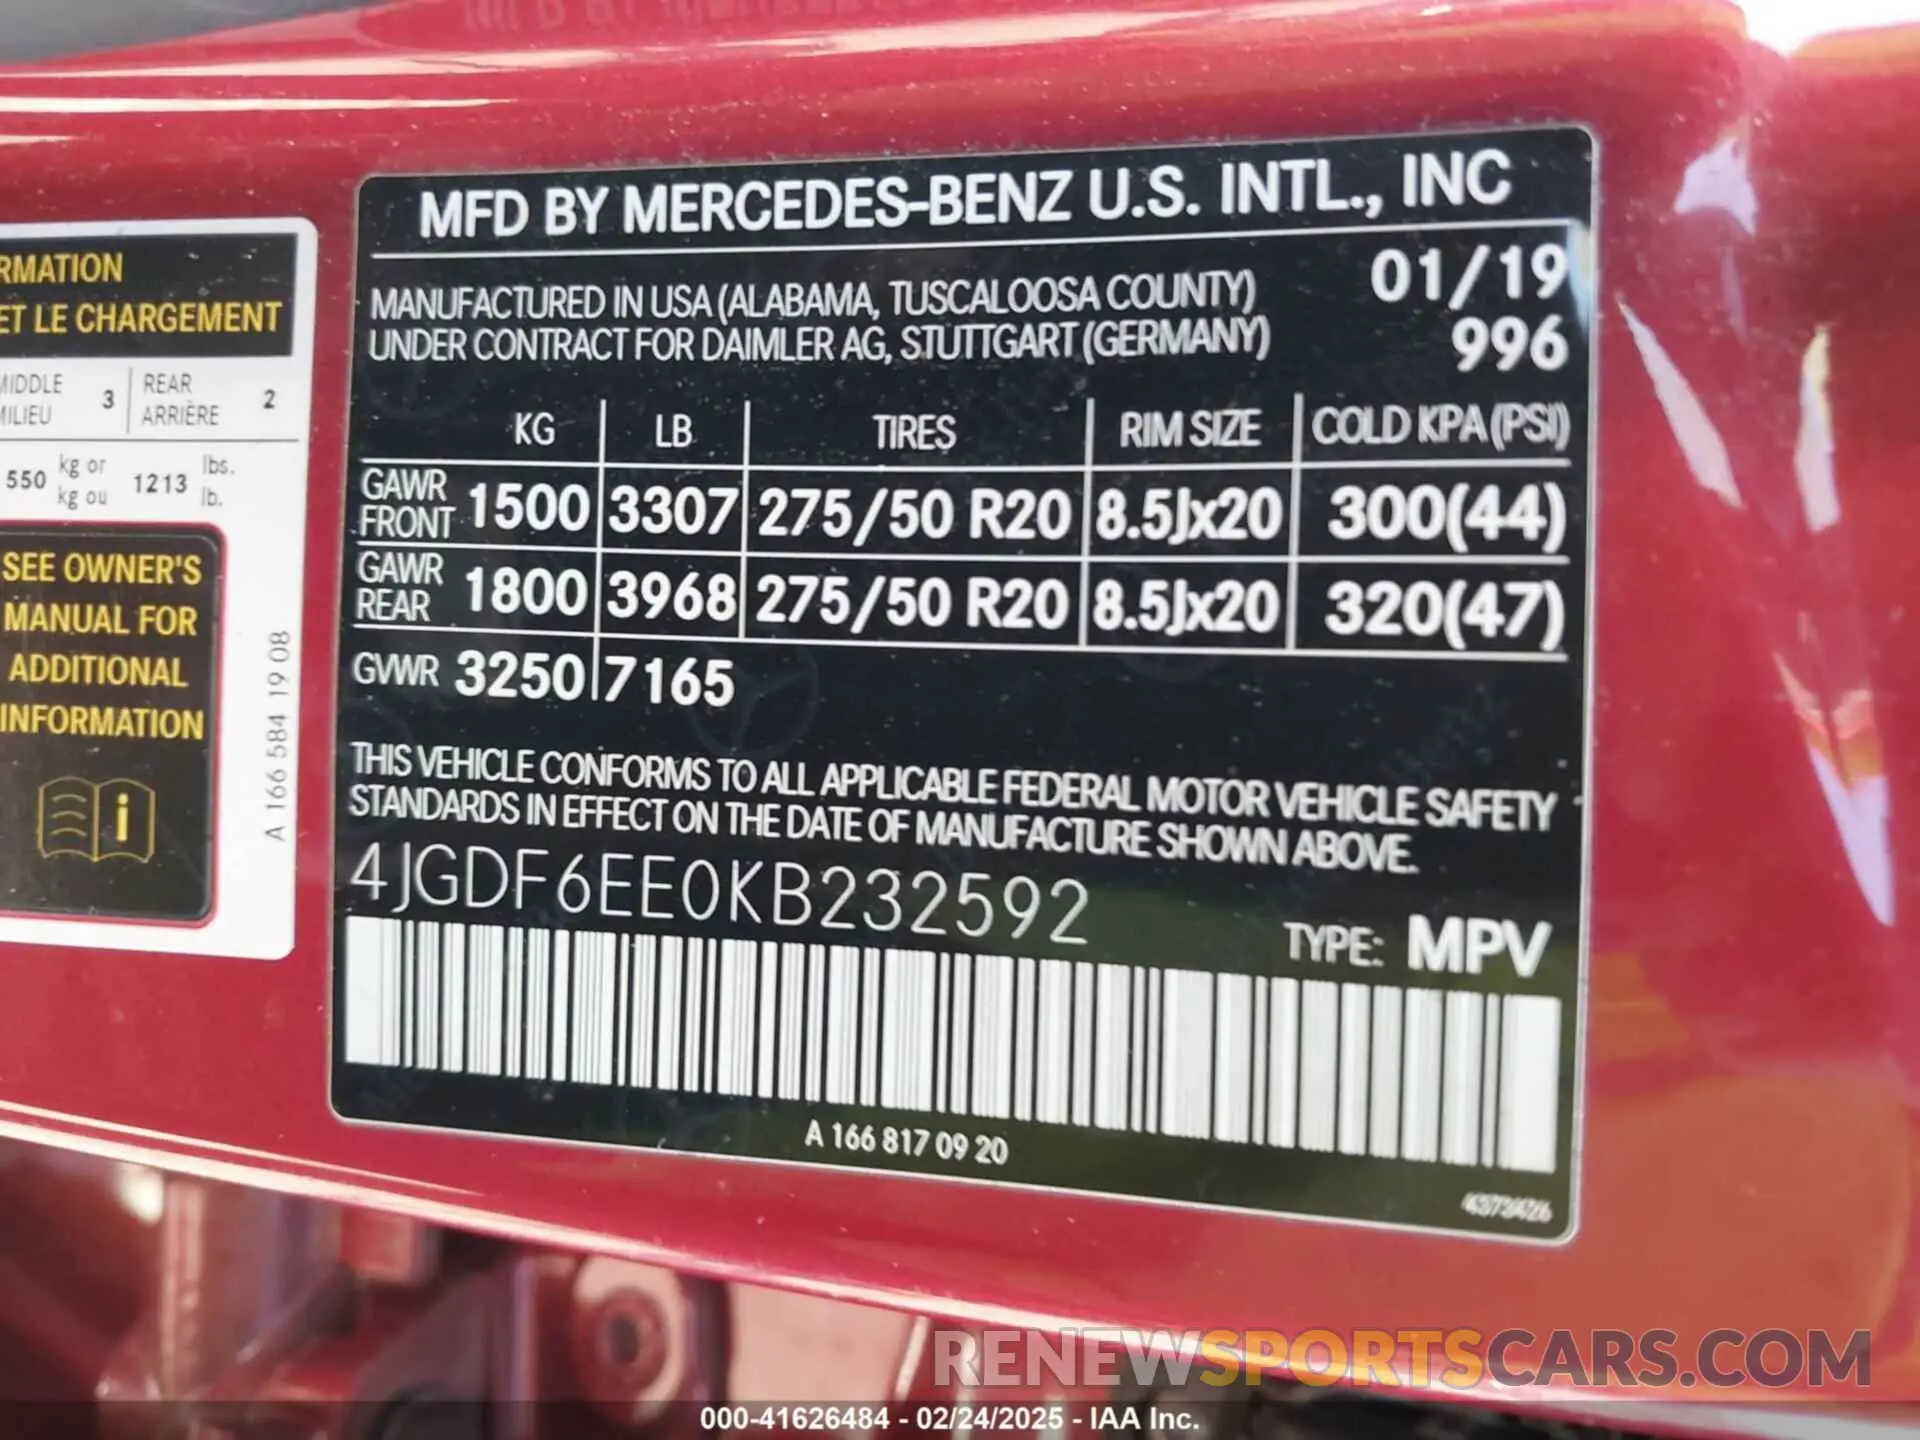 RMATION
ET LE CHARGEMENT
MIDDLE 3 REAR 2
MILIEU ARRIÈRE
550 kg or 1213 lbs.
kg ou lb.
SEE OWNER'S
MANUAL FOR
ADDITIONAL
INFORMATION
i
A 166 584 19 08
MFD BY MERCEDES-BENZ U.S. INTL., INC
MANUFACTURED IN USA (ALABAMA, TUSCALOOSA COUNTY) 01/19
UNDER CONTRACT FOR DAIMLER AG, STUTTGART (GERMANY) 996
KG LB TIRES RIM SIZE COLD KPA (PSI)
GAWR FRONT 1500 3307 275/50 R20 8.5Jx20 300(44)
GAWR REAR 1800 3968 275/50 R20 8.5Jx20 320(47)
GVWR 3250 7165
THIS VEHICLE CONFORMS TO ALL APPLICABLE FEDERAL MOTOR VEHICLE SAFETY
STANDARDS IN EFFECT ON THE DATE OF MANUFACTURE SHOWN ABOVE.
4JGDF6EE0KB232592
TYPE: MPV
A 166 817 09 20
4373426
RENEWSPORTSCARS.COM
000-41626484 - 02/24/2025 - IAA Inc.